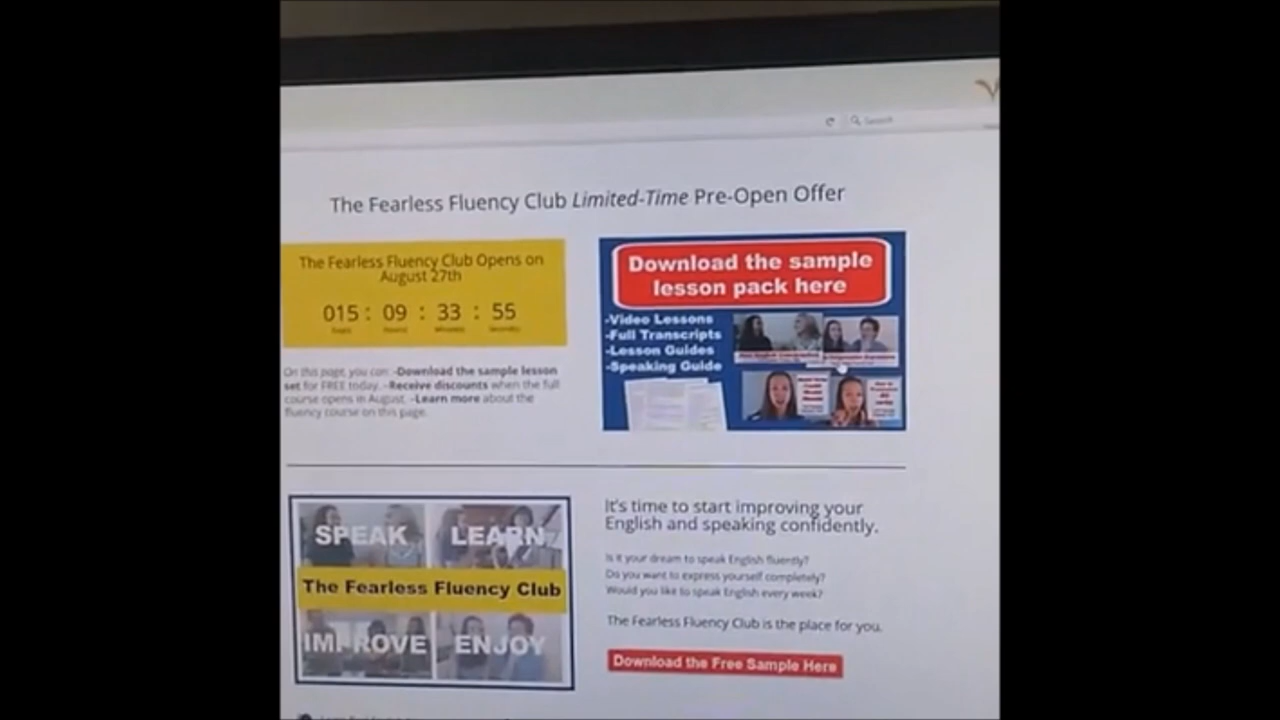 Search
The Fearless Fluency Club Limited-Time Pre-Open Offer
The Fearless Fluency Club Opens on
August 27th
015 : 09 : 33 : 55
Days Hours Minutes Seconds
On this page, you can: -Download the sample lesson
set for FREE today. -Receive discounts when the full
course opens in August. -Learn more about the
fluency course on this page.
Download the sample
lesson pack here
-Video Lessons
-Full Transcripts
-Lesson Guides
-Speaking Guide
SPEAK LEARN
The Fearless Fluency Club
IMPROVE ENJOY
It's time to start improving your
English and speaking confidently.
Is it your dream to speak English fluently?
Do you want to express yourself completely?
Would you like to speak English every week?
The Fearless Fluency Club is the place for you.
Download the Free Sample Here